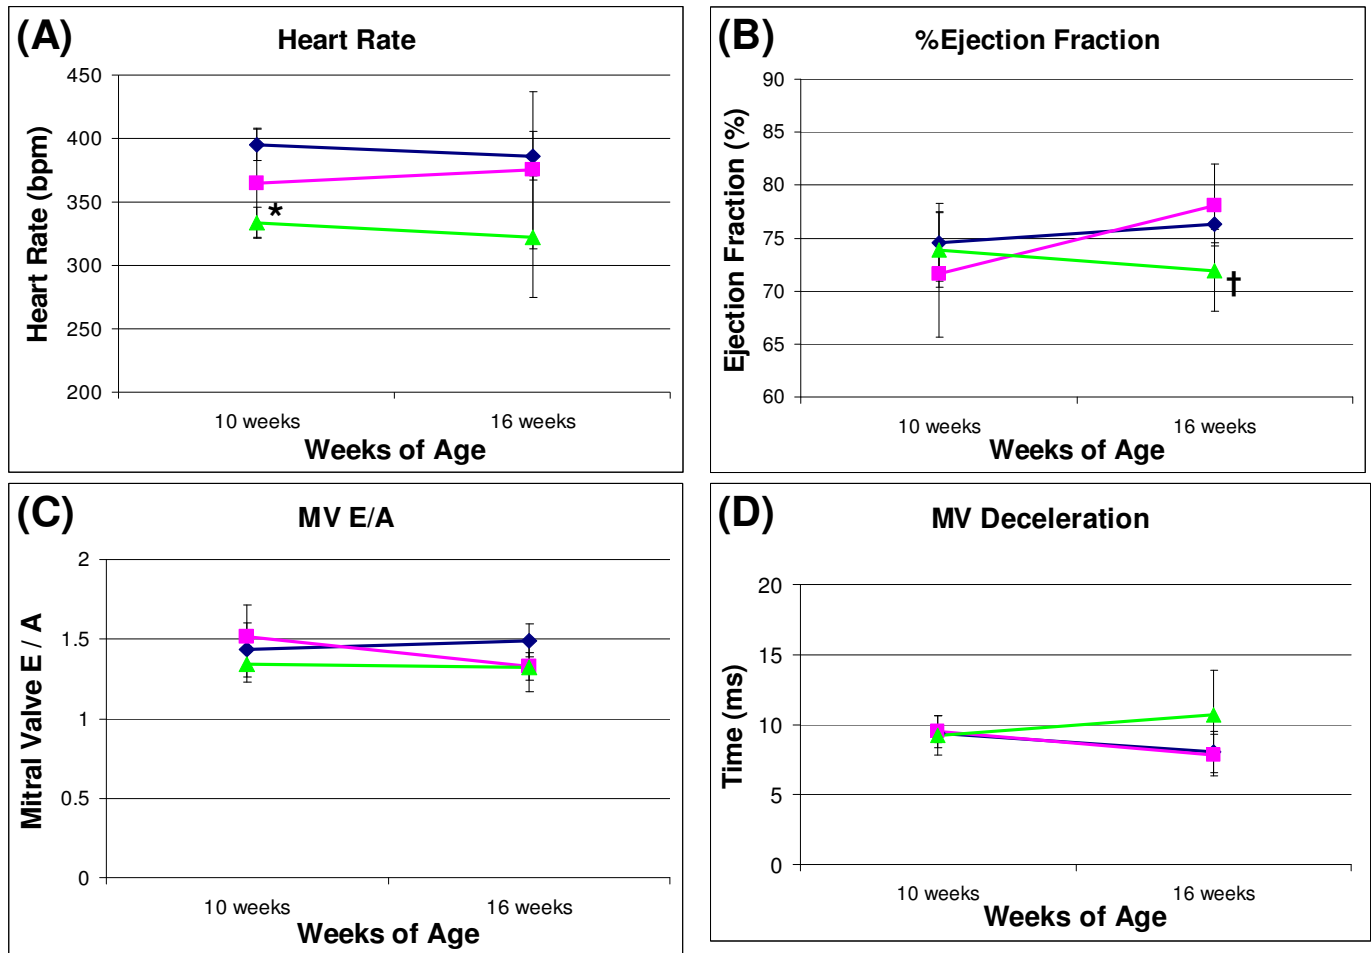 (A)
Heart Rate
Heart Rate (bpm)
450
400
350
300
250
200
*
10 weeks
16 weeks
Weeks of Age
(B)
%Ejection Fraction
Ejection Fraction (%)
90
85
80
75
70
65
60
†
10 weeks
16 weeks
Weeks of Age
(C)
MV E/A
Mitral Valve E / A
2
1.5
1
0.5
0
10 weeks
16 weeks
Weeks of Age
(D)
MV Deceleration
Time (ms)
20
15
10
5
0
10 weeks
16 weeks
Weeks of Age